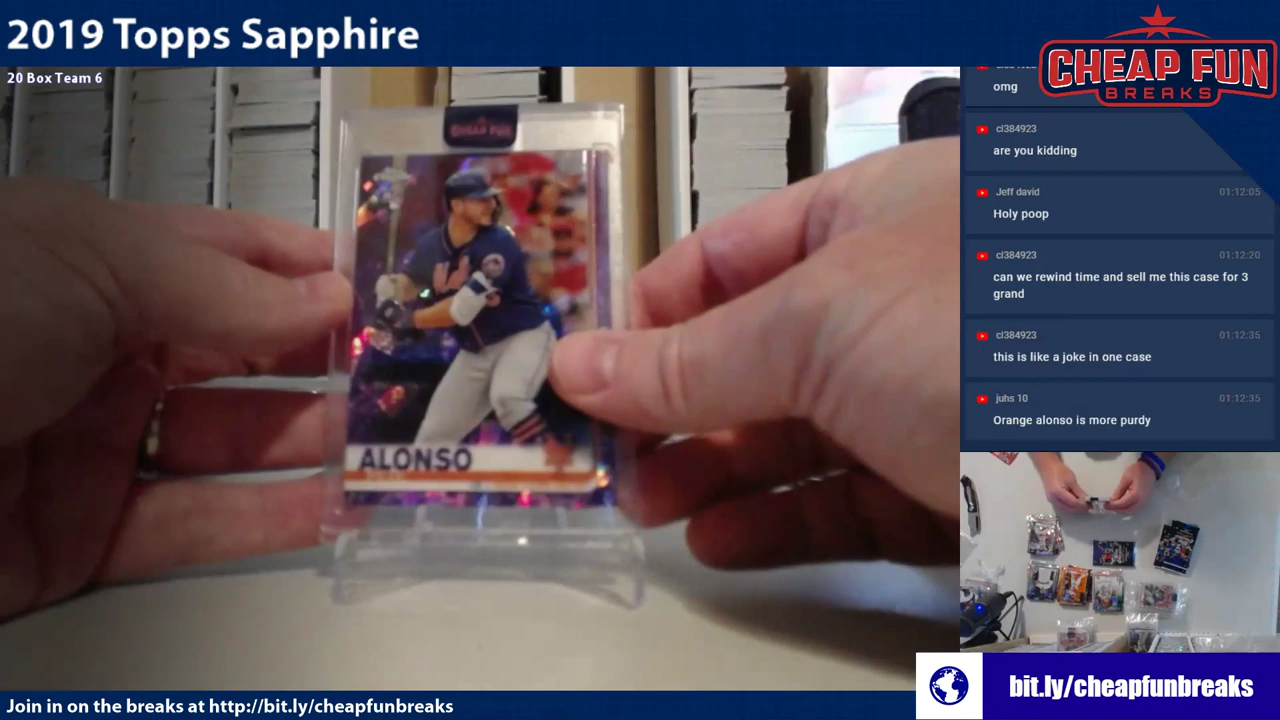 2019 Topps Sapphire
20 Box Team 6
CHEAP FUN
BREAKS
omg
cl384923
are you kidding
Jeff david
01:12:05
Holy poop
cl384923
01:12:20
can we rewind time and sell me this case for 3
grand
cl384923
01:12:35
this is like a joke in one case
juhs 10
01:12:35
Orange alonso is more purdy
CHEAP FUN
ALONSO
bit.ly/cheapfunbreaks
Join in on the breaks at http://bit.ly/cheapfunbreaks